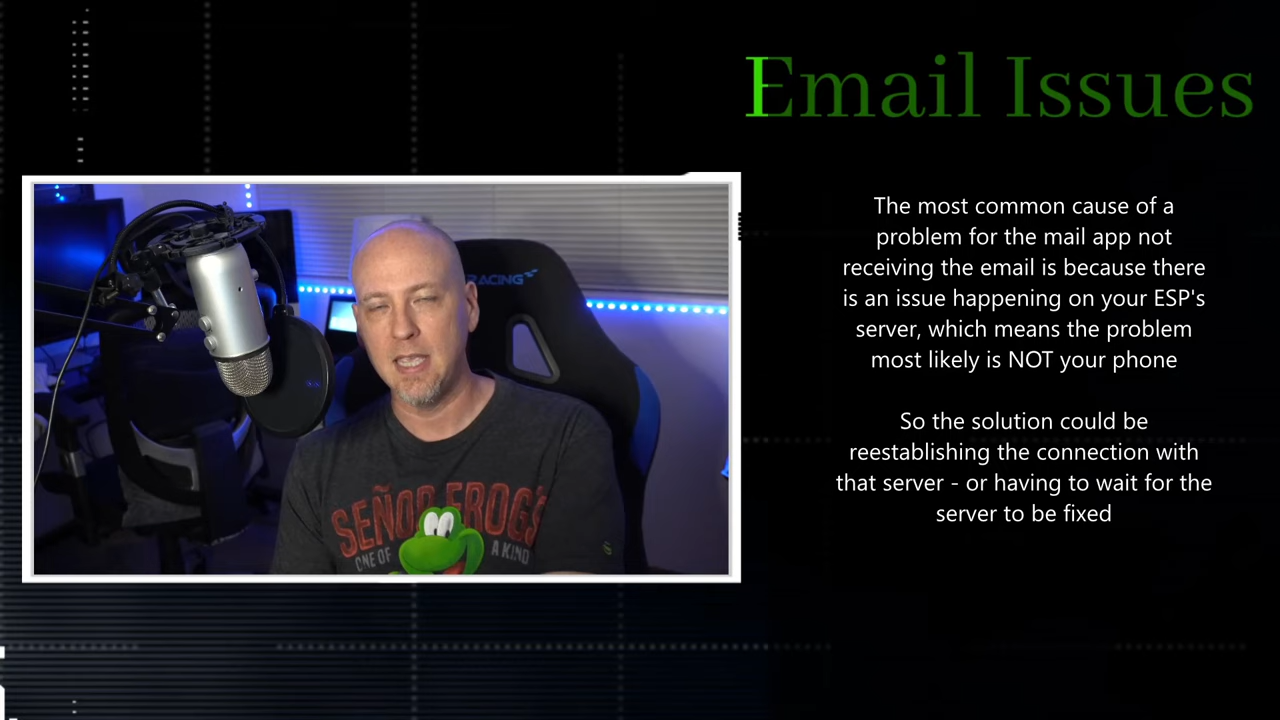 Email Issues
The most common cause of a
problem for the mail app not
receiving the email is because there
is an issue happening on your ESP's
server, which means the problem
most likely is NOT your phone
So the solution could be
reestablishing the connection with
that server - or having to wait for the
server to be fixed
RACING
SEÑOR FROG'S
ONE OF A KIND